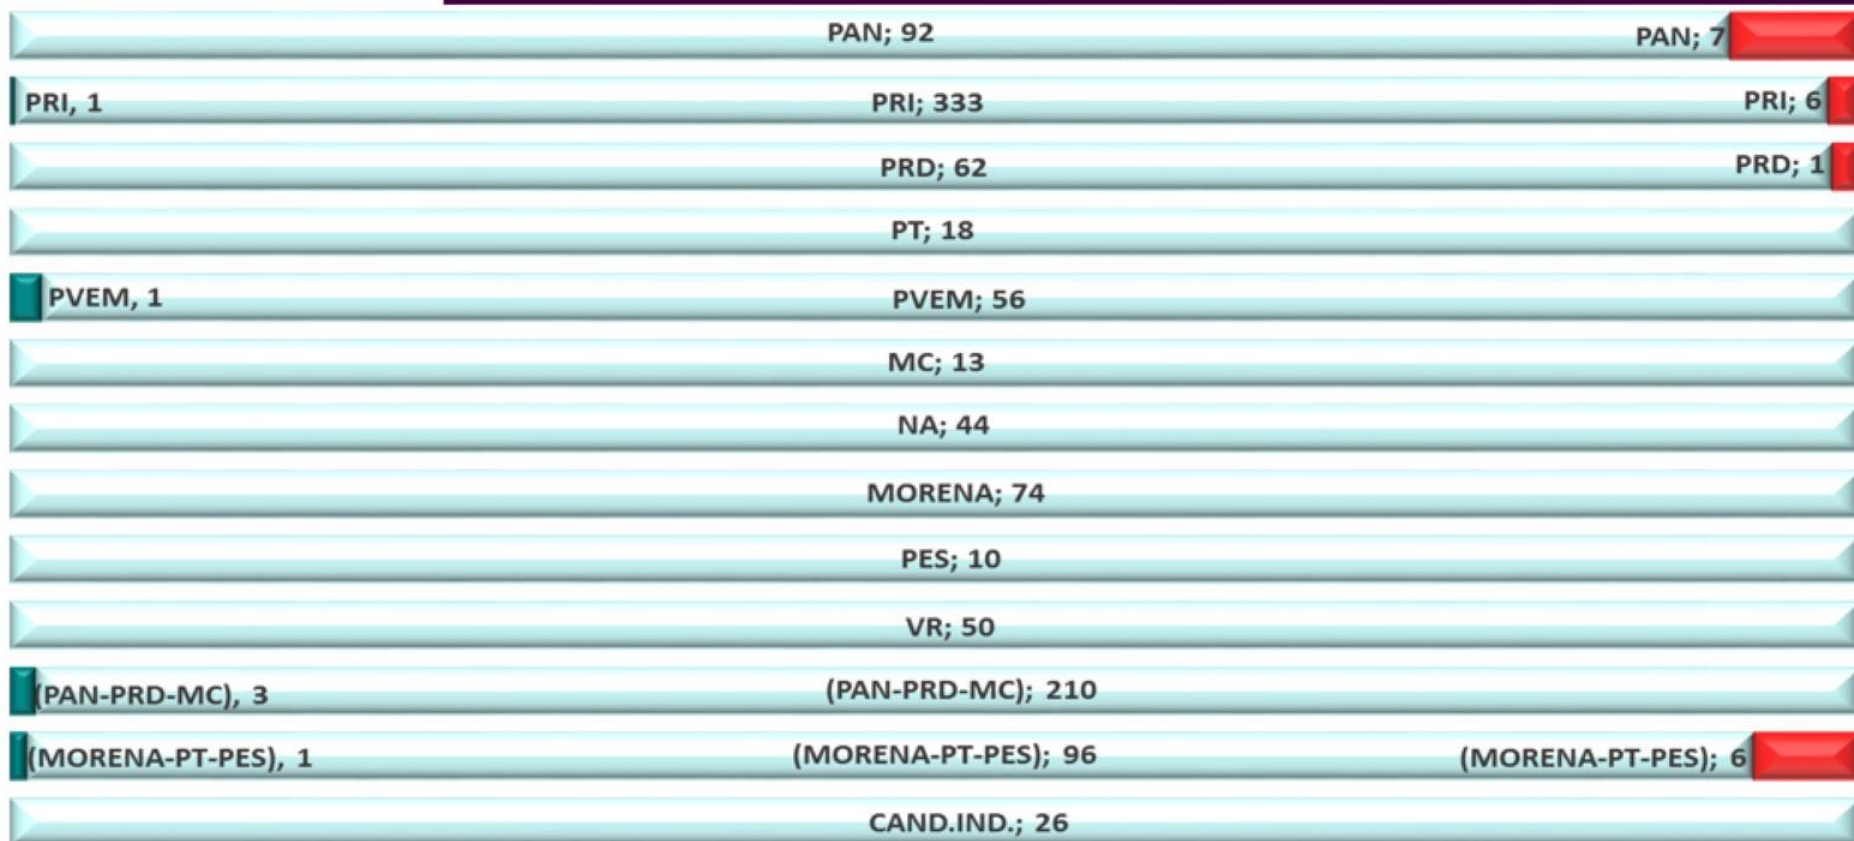 PAN; 92 PAN; 7
PRI, 1 PRI; 333 PRI; 6
PRD; 62 PRD; 1
PT; 18
PVEM, 1 PVEM; 56
MC; 13
NA; 44
MORENA; 74
PES; 10
VR; 50
(PAN-PRD-MC), 3 (PAN-PRD-MC); 210
(MORENA-PT-PES), 1 (MORENA-PT-PES); 96 (MORENA-PT-PES); 6
CAND.IND.; 26